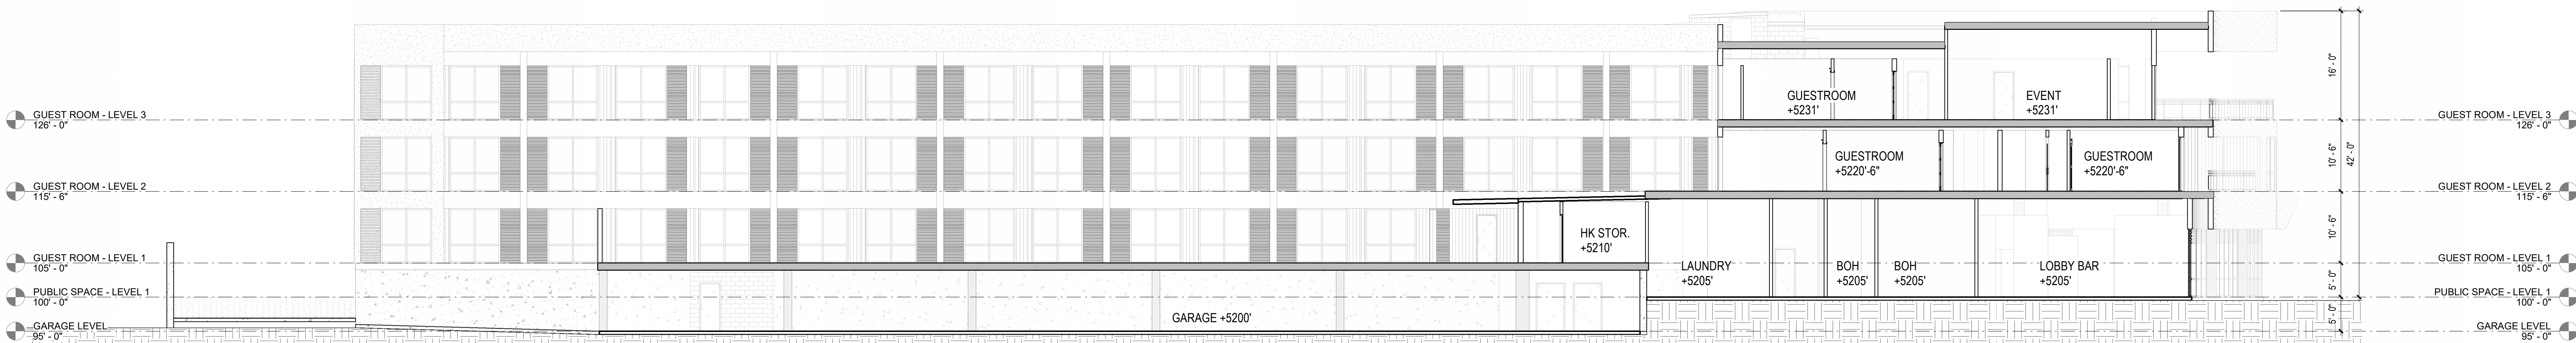 GUEST ROOM - LEVEL 3
126' - 0"
GUEST ROOM - LEVEL 2
115' - 6"
GUEST ROOM - LEVEL 1
105' - 0"
PUBLIC SPACE - LEVEL 1
100' - 0"
GARAGE LEVEL
95' - 0"
GUESTROOM
+5231'
EVENT
+5231'
GUESTROOM
+5220'-6"
GUESTROOM
+5220'-6"
HK STOR.
+5210'
LAUNDRY
+5205'
BOH
+5205'
BOH
+5205'
LOBBY BAR
+5205'
GARAGE +5200'
16' - 0"
10' - 6"
42' - 0"
10' - 6"
5' - 0"
5' - 0"
GUEST ROOM - LEVEL 3
126' - 0"
GUEST ROOM - LEVEL 2
115' - 6"
GUEST ROOM - LEVEL 1
105' - 0"
PUBLIC SPACE - LEVEL 1
100' - 0"
GARAGE LEVEL
95' - 0"